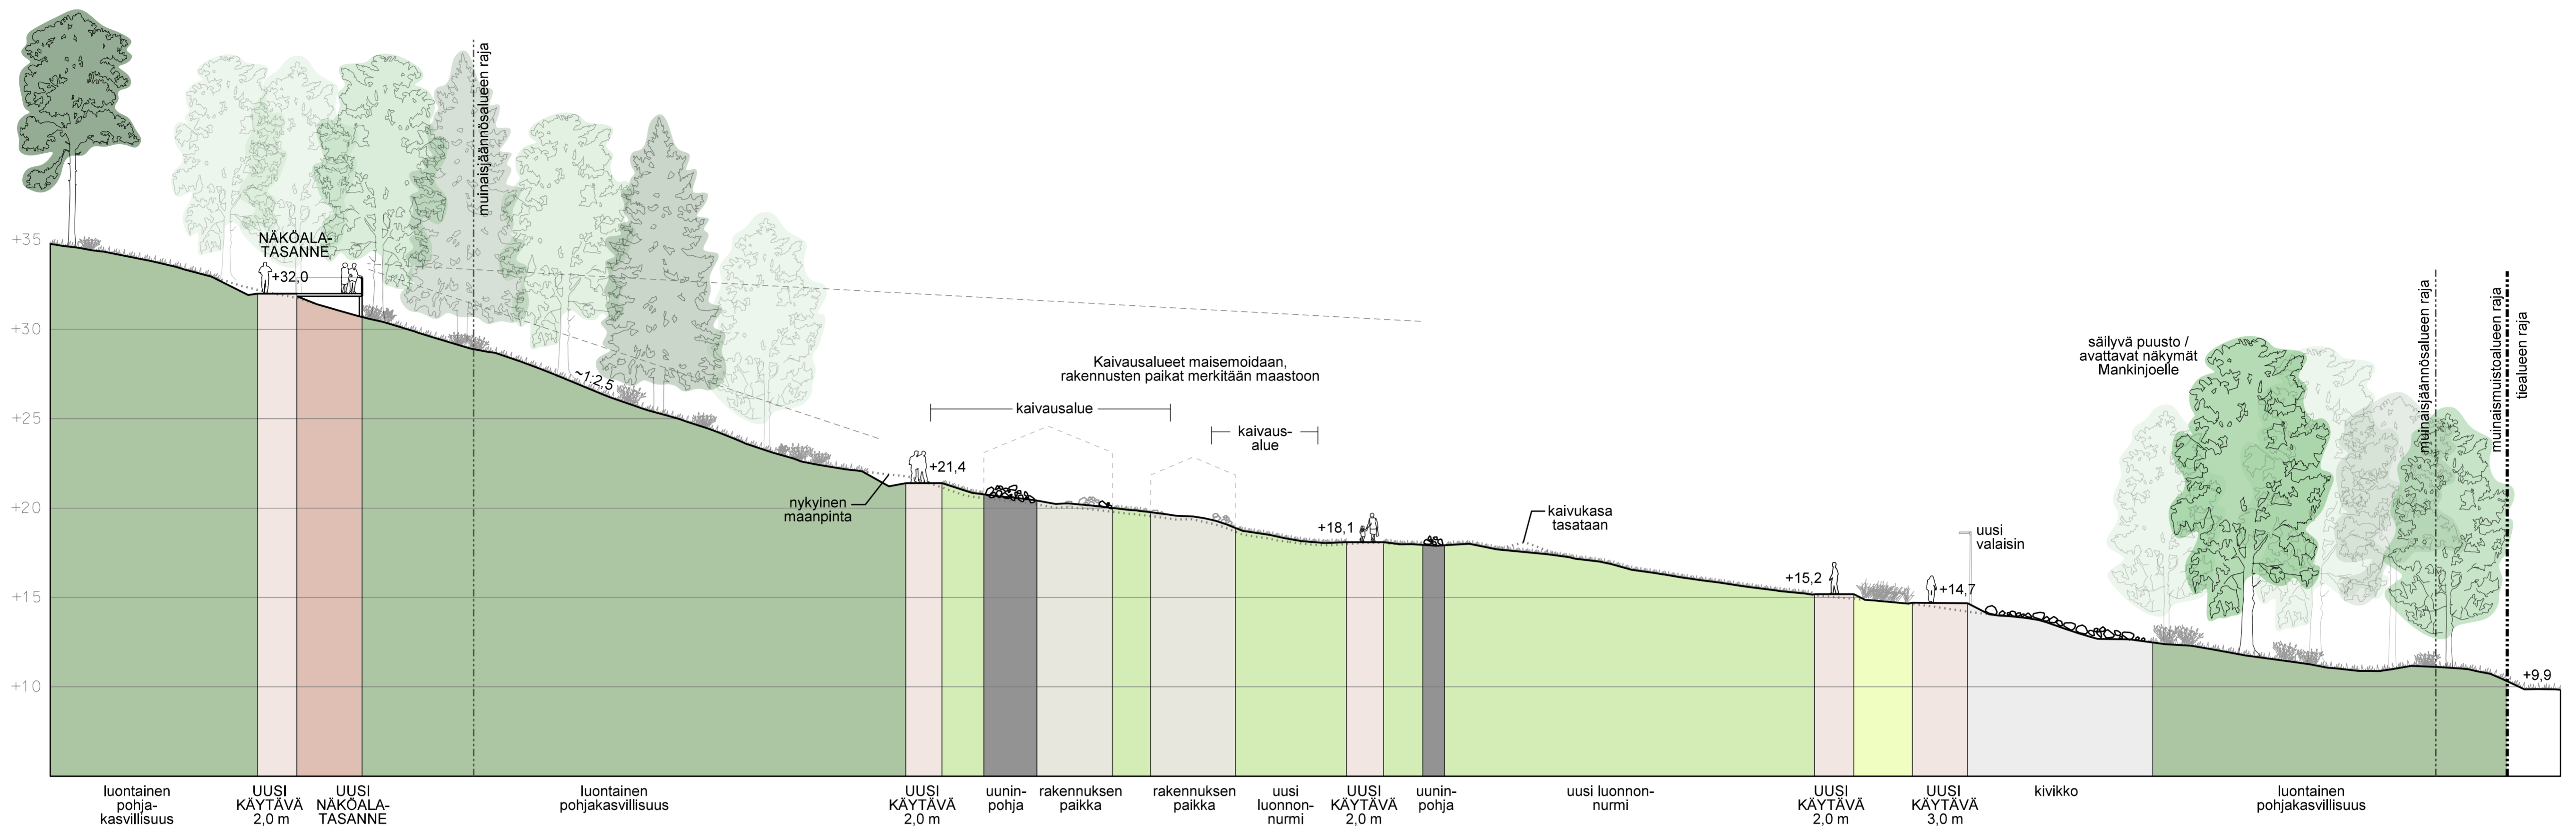 muinaisjäännösalueen raja
+35
NÄKÖALA-
TASANNE
+32,0
+30
~1:2,5
+25
+20
+15
+10
nykyinen
maanpinta
+21,4
Kaivausalueet maisemoidaan,
rakennusten paikat merkitään maastoon
kaivausalue
kaivaus-
alue
+18,1
kaivukasa
tasataan
+15,2
+14,7
uusi
valaisin
säilyvä puusto /
avattavat näkymät
Mankinjoelle
muinaisjäännösalueen raja
muinaismuistoalueen raja
tiealueen raja
+9,9
luontainen
pohja-
kasvillisuus
UUSI
KÄYTÄVÄ
2,0 m
UUSI
NÄKÖALA-
TASANNE
luontainen
pohjakasvillisuus
UUSI
KÄYTÄVÄ
2,0 m
uunin-
pohja
rakennuksen
paikka
rakennuksen
paikka
uusi
luonnon-
nurmi
UUSI
KÄYTÄVÄ
2,0 m
uunin-
pohja
uusi luonnon-
nurmi
UUSI
KÄYTÄVÄ
2,0 m
UUSI
KÄYTÄVÄ
3,0 m
kivikko
luontainen
pohjakasvillisuus